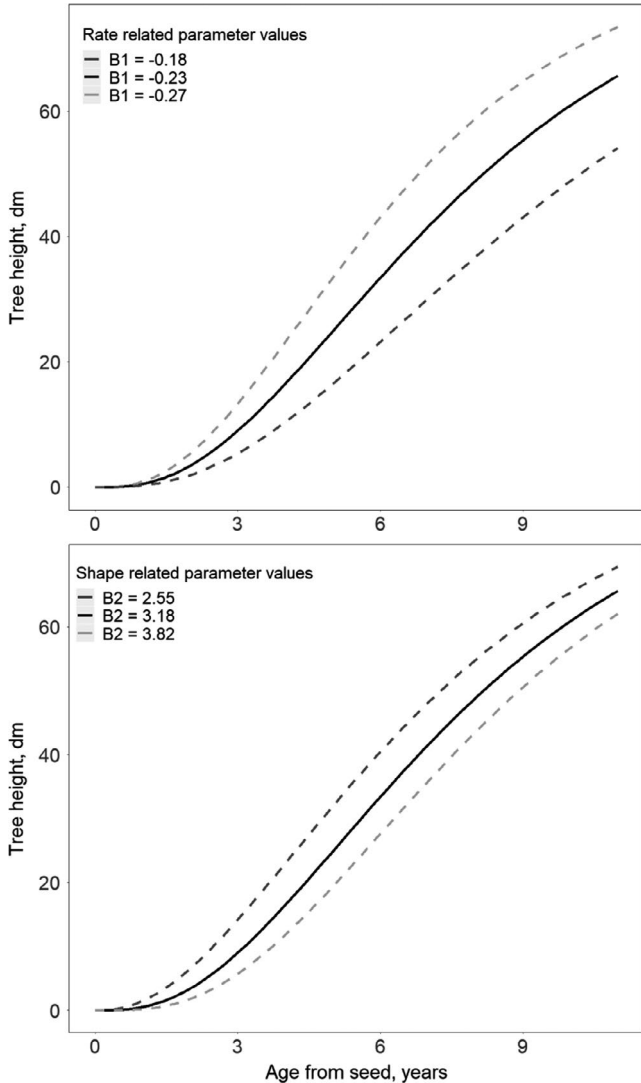 Rate related parameter values
B1 = -0.18
B1 = -0.23
B1 = -0.27
60
40
20
0
Tree height, dm
0 3 6 9
Shape related parameter values
B2 = 2.55
B2 = 3.18
B2 = 3.82
60
40
20
0
Tree height, dm
0 3 6 9
Age from seed, years